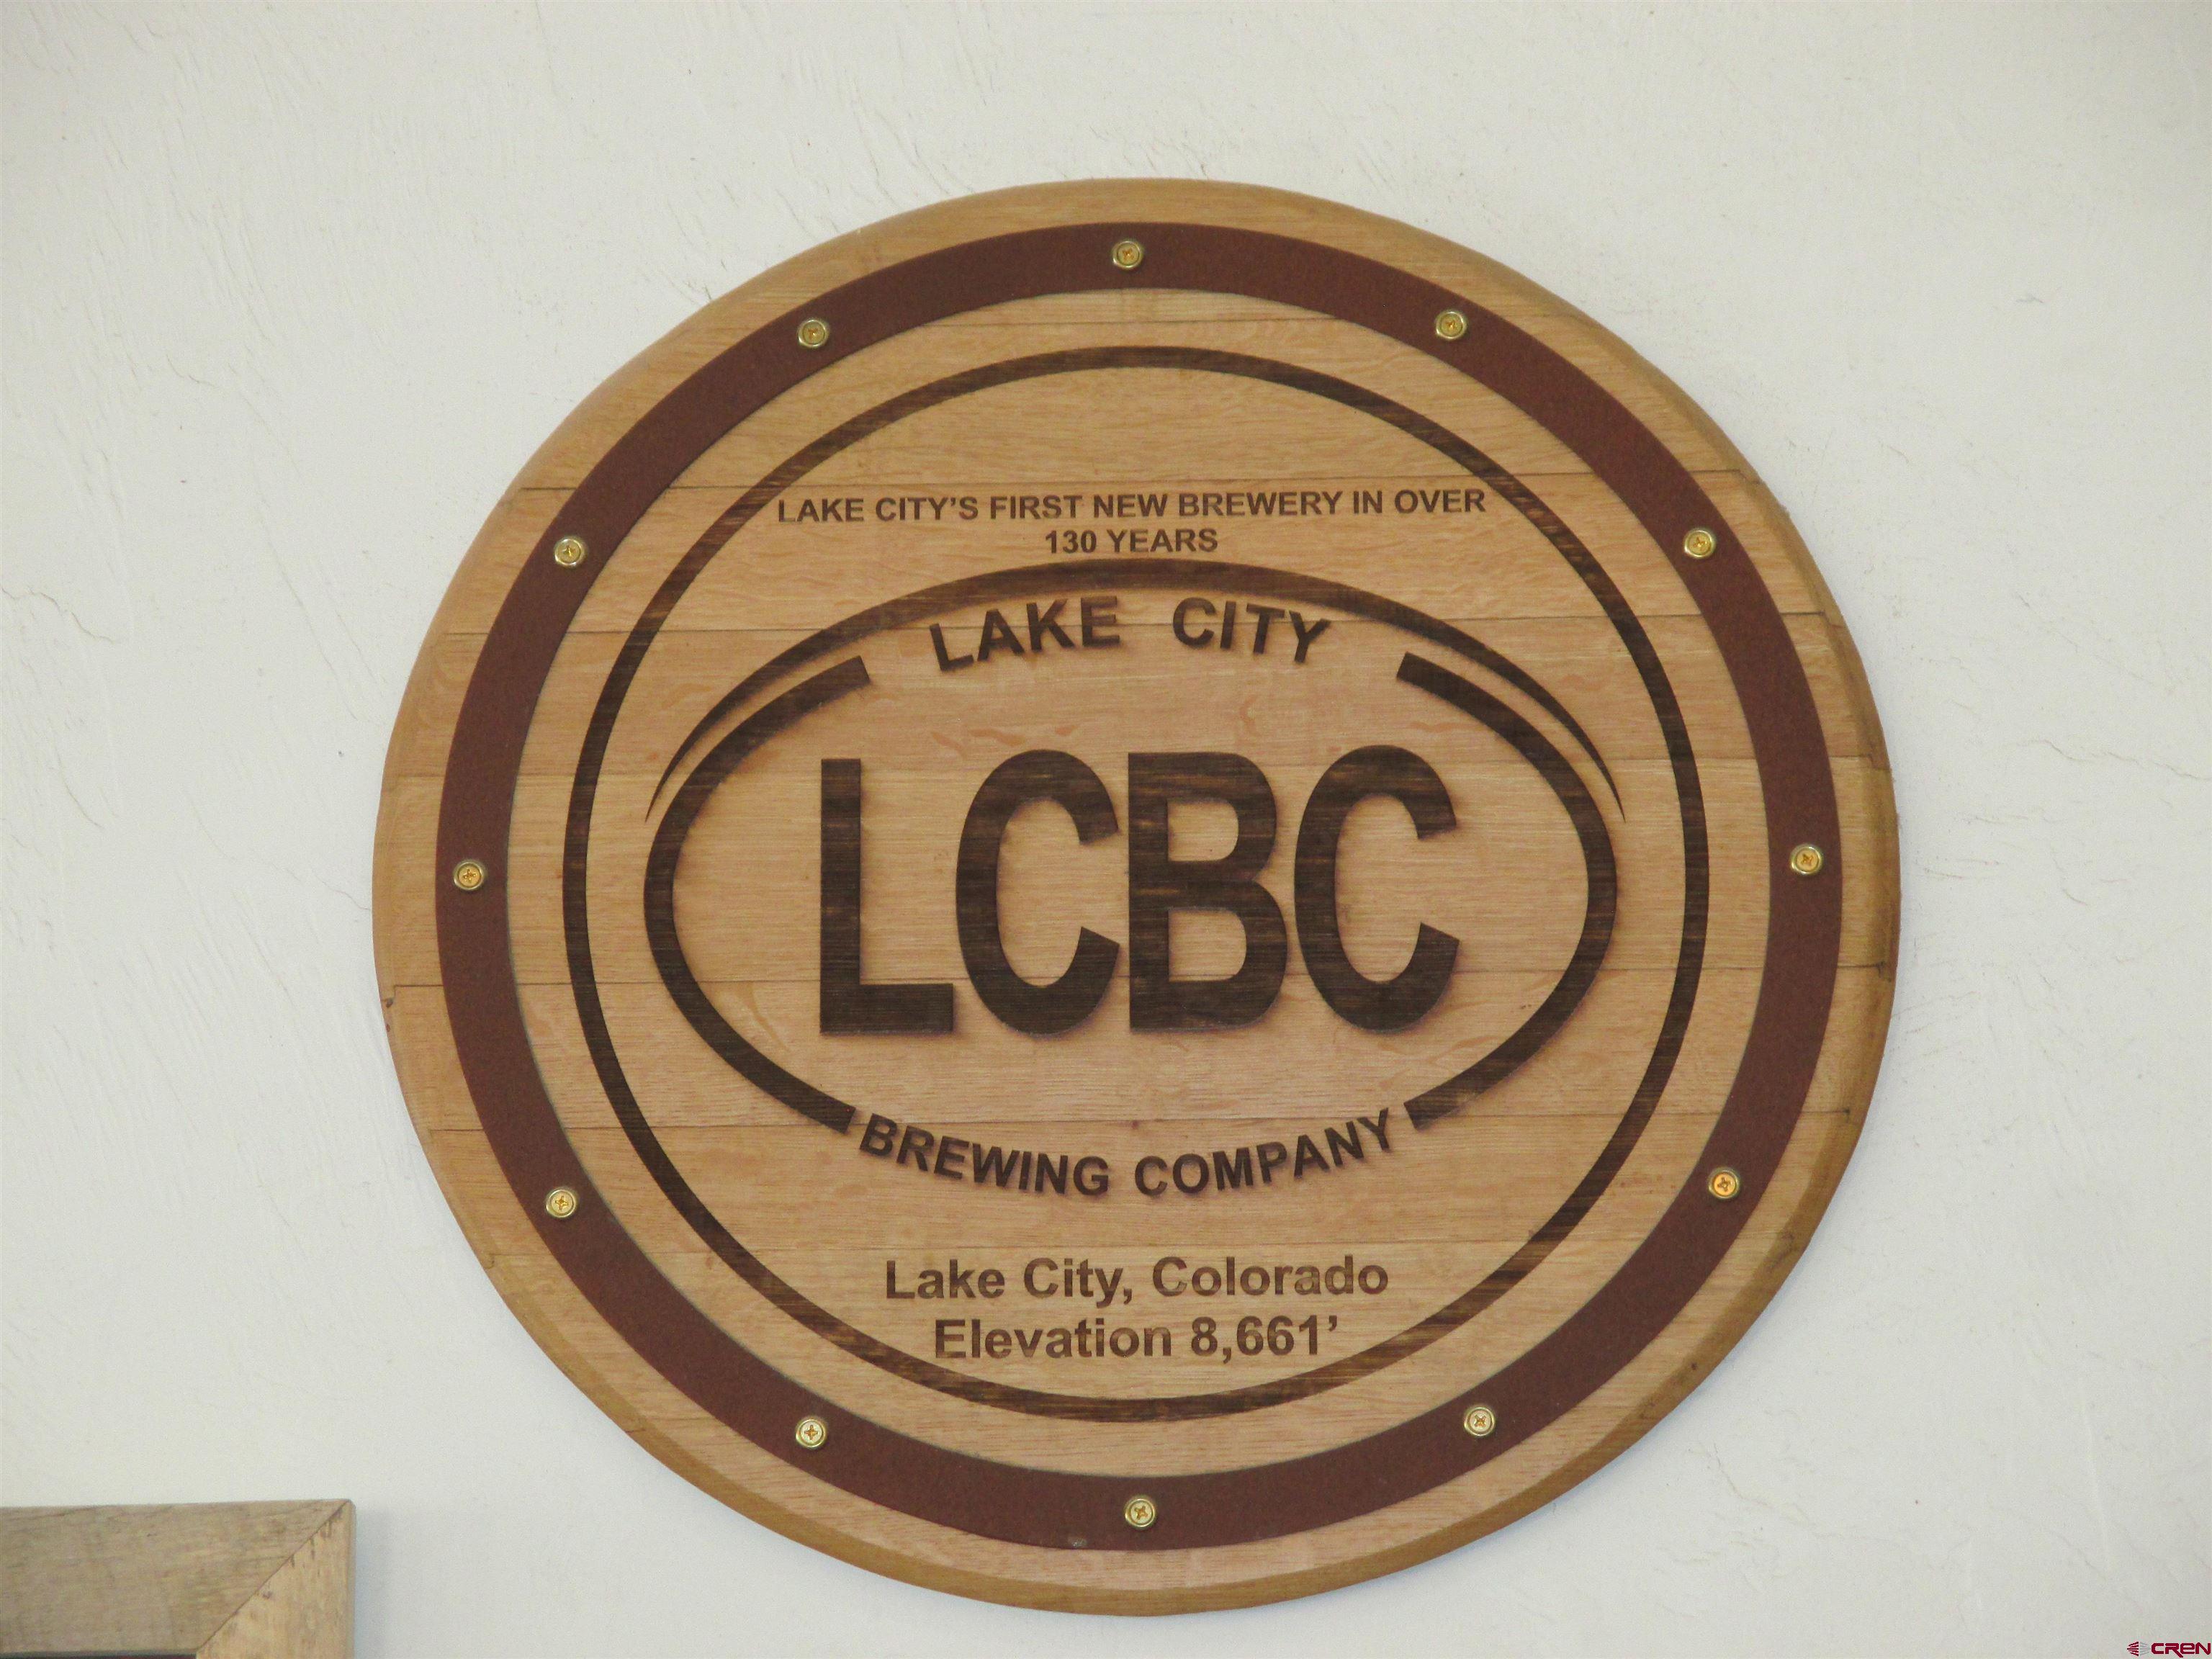 LAKE CITY’S FIRST NEW BREWERY IN OVER
130 YEARS
LAKE CITY
LCBC
BREWING COMPANY
Lake City, Colorado
Elevation 8,661’
CREN